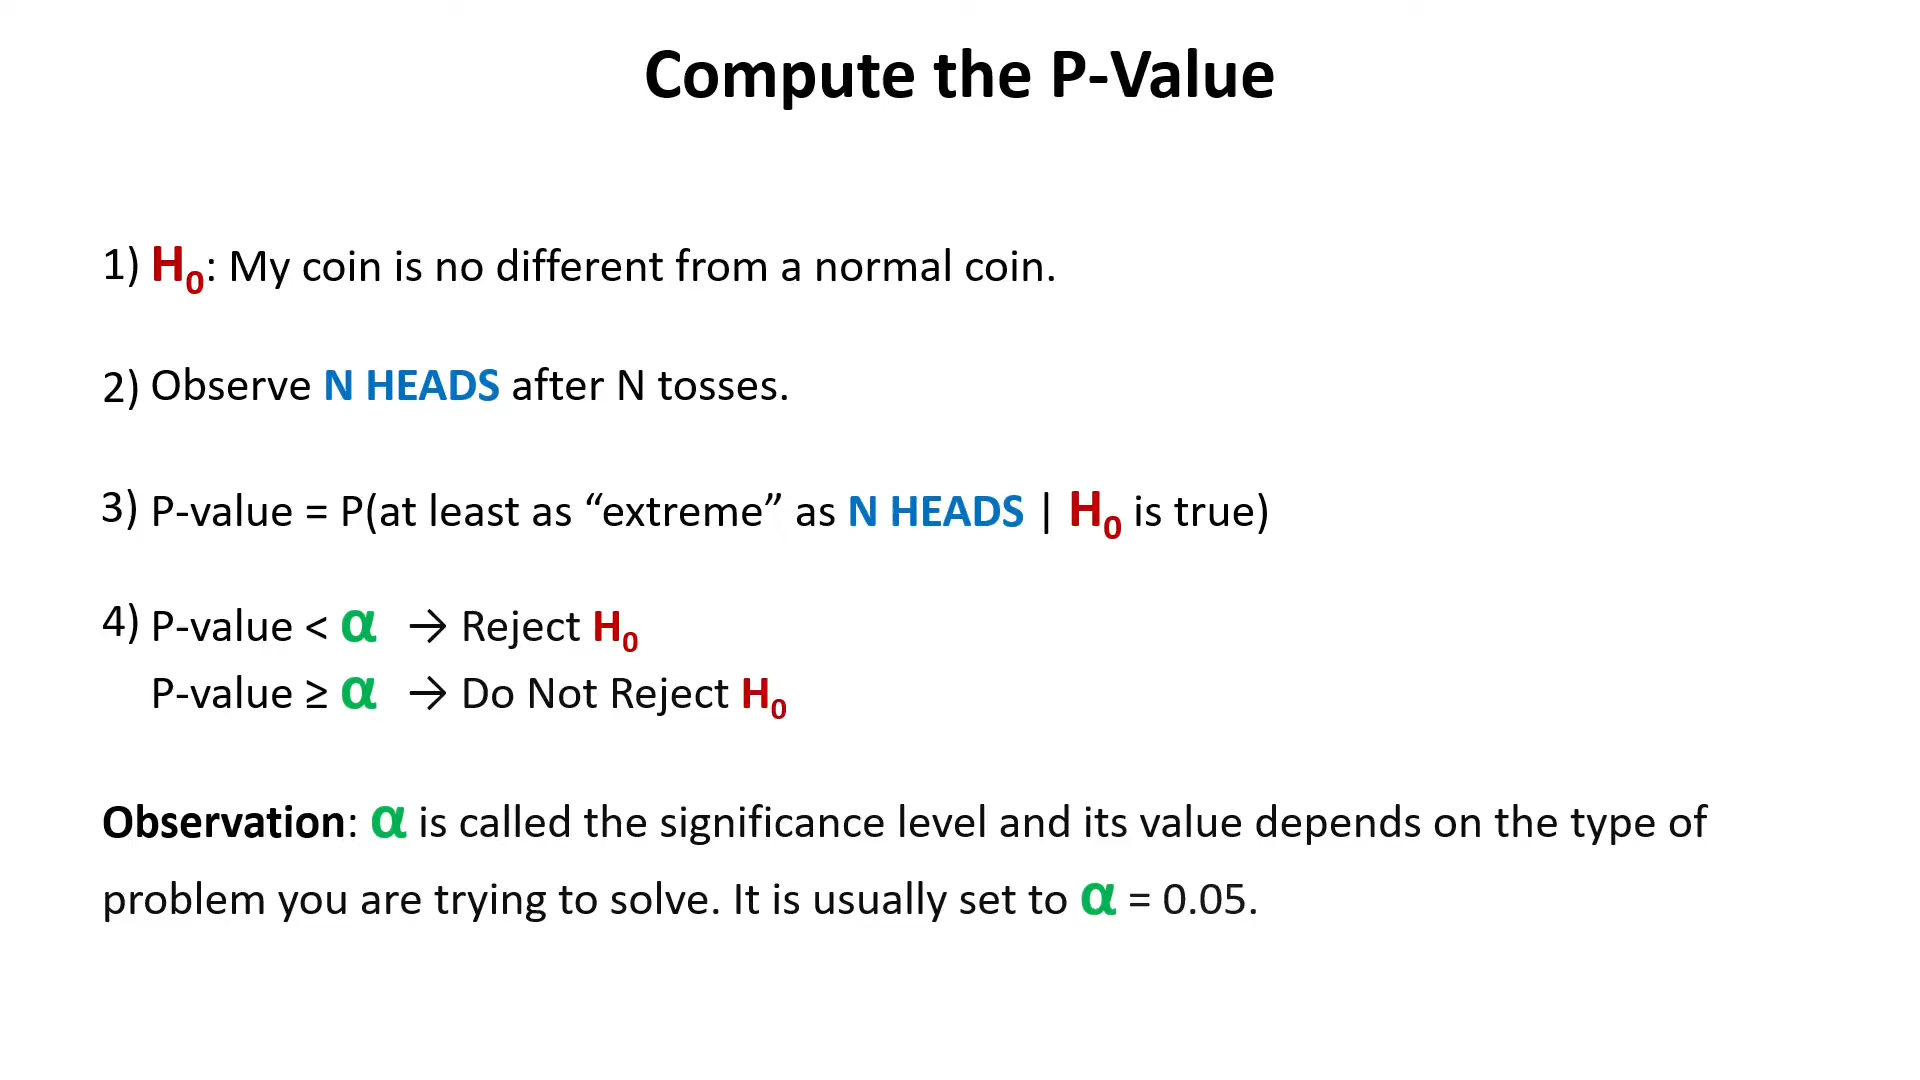 Compute the P-Value
1) H₀: My coin is no different from a normal coin.
2) Observe N HEADS after N tosses.
3) P-value = P(at least as “extreme” as N HEADS | H₀ is true)
4) P-value < α → Reject H₀
P-value ≥ α → Do Not Reject H₀
Observation: α is called the significance level and its value depends on the type of
problem you are trying to solve. It is usually set to α = 0.05.